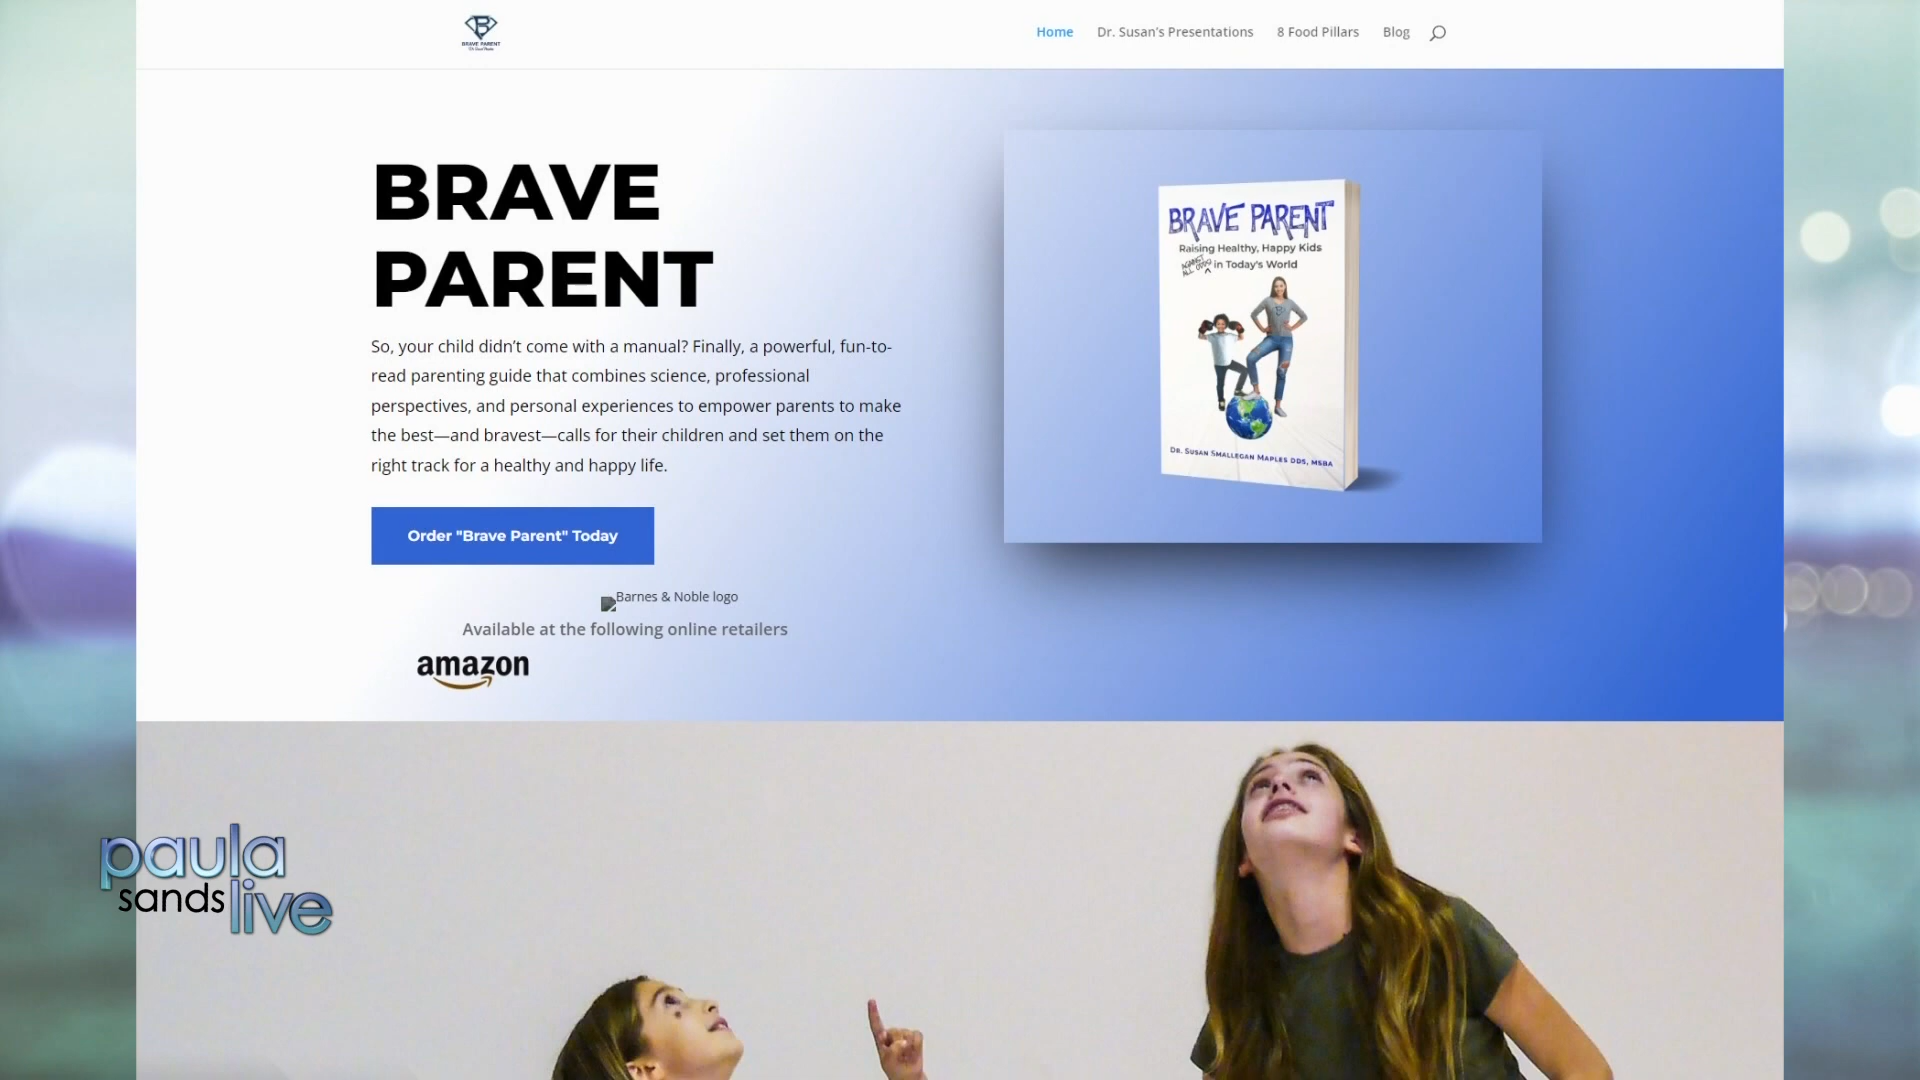 BRAVE PARENT
Home
Dr. Susan's Presentations
8 Food Pillars
Blog
BRAVE
PARENT
So, your child didn’t come with a manual? Finally, a powerful, fun-to-
read parenting guide that combines science, professional
perspectives, and personal experiences to empower parents to make
the best—and bravest—calls for their children and set them on the
right track for a healthy and happy life.
Order "Brave Parent" Today
Barnes & Noble logo
Available at the following online retailers
amazon
BRAVE PARENT
Raising Healthy, Happy Kids
AGAINST
ALL ODDS
in Today's World
DR. SUSAN SMALLEGAN MAPLES DDS, MSBA
paula
sands live